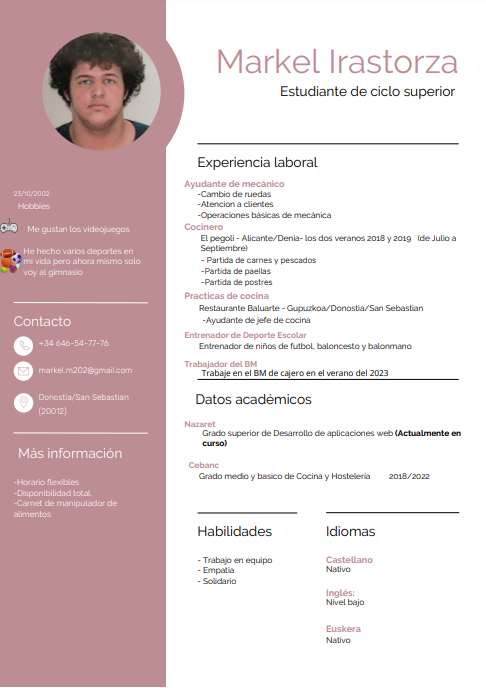 Markel Irastorza
Estudiante de ciclo superior
23/10/2002
Hobbies
Me gustan los videojuegos
He hecho varios deportes en
mi vida pero ahora mismo solo
voy al gimnasio
Contacto
+34 646-54-77-76
markel.m202@gmail.com
Donostia/San Sebastian
(20012)
Más información
-Horario flexibles
-Disponibilidad total.
-Carnet de manipulador de
alimentos
Experiencia laboral
Ayudante de mecánico
-Cambio de ruedas
-Atencion a clientes
-Operaciones básicas de mecánica
Cocinero
El pegoli - Alicante/Denia- los dos veranos 2018 y 2019 (de Julio a
Septiembre)
- Partida de carnes y pescados
-Partida de paellas
-Partida de postres
Practicas de cocina
Restaurante Baluarte - Gupuzkoa/Donostia/San Sebastian
-Ayudante de jefe de cocina
Entrenador de Deporte Escolar
Entrenador de niños de futbol, baloncesto y balonmano
Trabajador del BM
Trabaje en el BM de cajero en el verano del 2023
Datos académicos
Nazaret
Grado superior de Desarrollo de aplicaciones web (Actualmente en
curso)
Cebanc
Grado medio y basico de Cocina y Hosteleria 2018/2022
Habilidades
- Trabajo en equipo
- Empatia
- Solidario
Idiomas
Castellano
Nativo
Inglés:
Nivel bajo
Euskera
Nativo